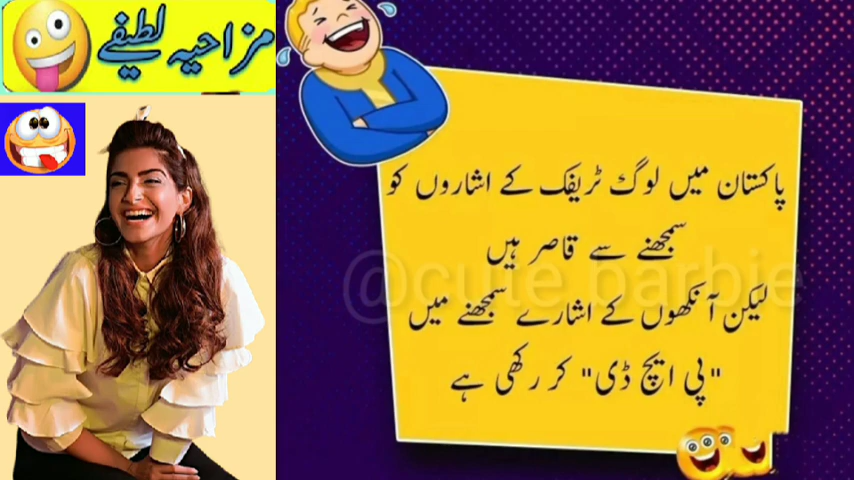 مزاحیہ لطیفے
پاکستان میں لوگ ٹریفک کے اشاروں کو
سمجھنے سے قاصر ہیں
لیکن آنکھوں کے اشارے سمجھنے میں
"پی ایچ ڈی" کر رکھی ہے
@cute.barbie